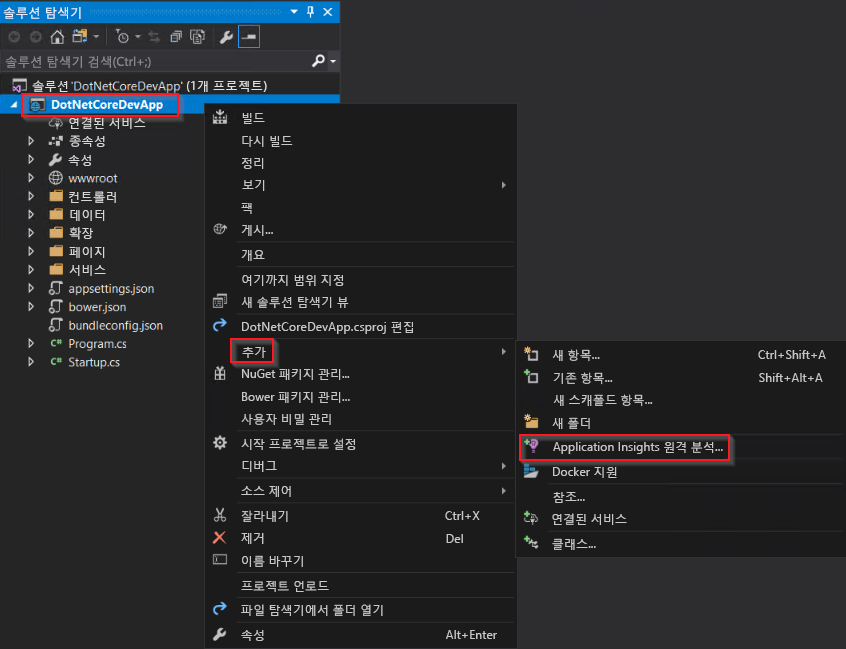 솔루션 탐색기
솔루션 탐색기 검색(Ctrl+;)
솔루션 'DotNetCoreDevApp' (1개 프로젝트)
DotNetCoreDevApp
연결된 서비스
종속성
속성
wwwroot
컨트롤러
데이터
확장
페이지
서비스
appsettings.json
bower.json
bundleconfig.json
C# Program.cs
C# Startup.cs
빌드
다시 빌드
정리
보기
팩
게시...
개요
여기까지 범위 지정
새 솔루션 탐색기 뷰
DotNetCoreDevApp.csproj 편집
추가
NuGet 패키지 관리...
Bower 패키지 관리...
사용자 비밀 관리
시작 프로젝트로 설정
디버그
소스 제어
잘라내기 Ctrl+X
제거 Del
이름 바꾸기
프로젝트 언로드
파일 탐색기에서 폴더 열기
속성 Alt+Enter
새 항목... Ctrl+Shift+A
기존 항목... Shift+Alt+A
새 스캐폴드 항목...
새 폴더
Application Insights 원격 분석...
Docker 지원
참조...
연결된 서비스
클래스...